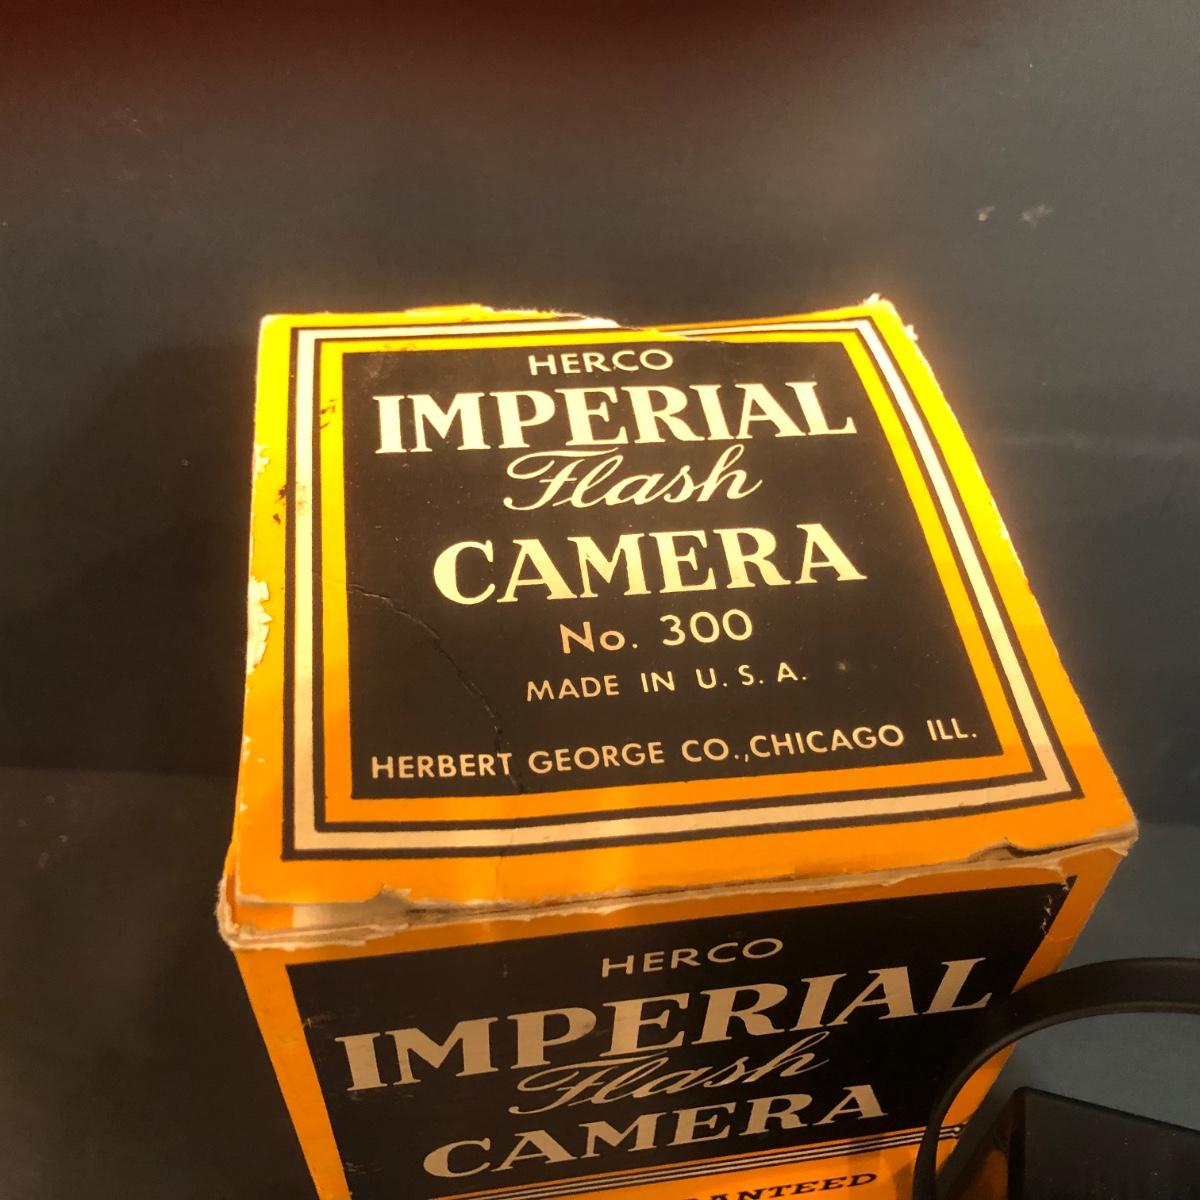 HERCO
IMPERIAL
Flash
CAMERA
No. 300
MADE IN U.S.A.
HERBERT GEORGE CO., CHICAGO ILL.
HERCO
IMPERIAL
Flash
CAMERA